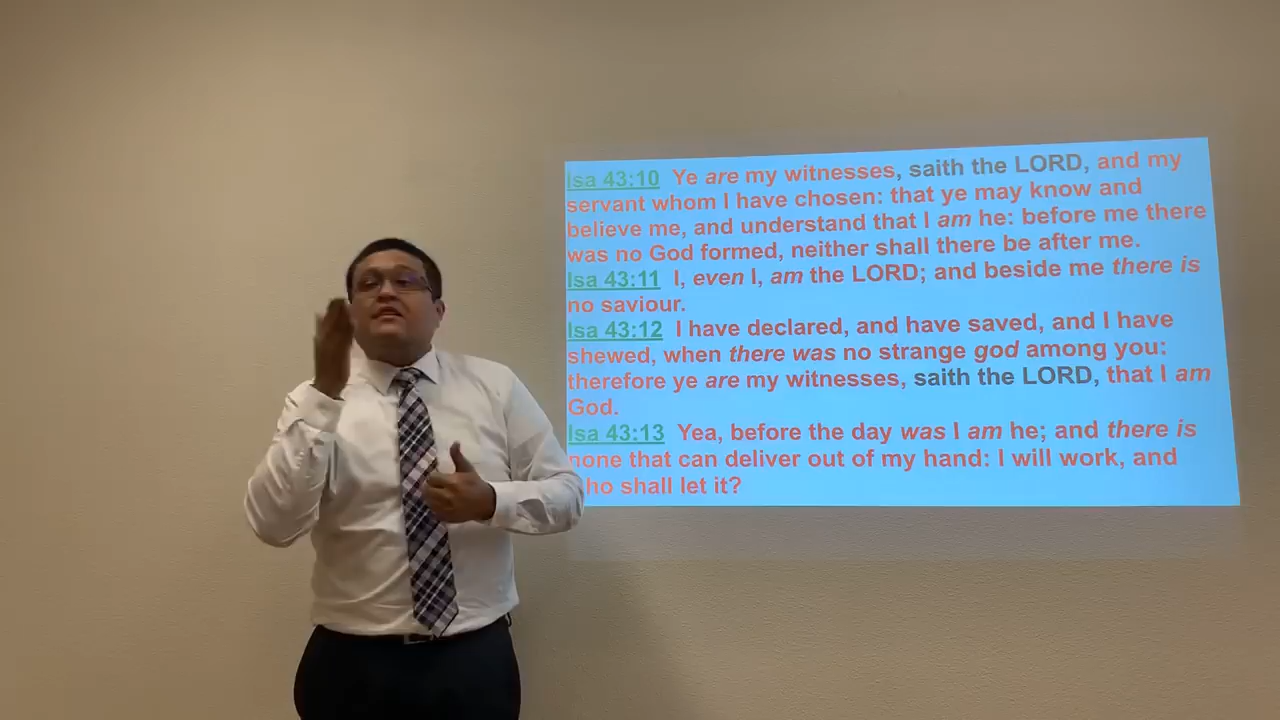 Isa 43:10 Ye are my witnesses, saith the LORD, and my
servant whom I have chosen: that ye may know and
believe me, and understand that I am he: before me there
was no God formed, neither shall there be after me.
Isa 43:11 I, even I, am the LORD; and beside me there is
no saviour.
Isa 43:12 I have declared, and have saved, and I have
shewed, when there was no strange god among you:
therefore ye are my witnesses, saith the LORD, that I am
God.
Isa 43:13 Yea, before the day was I am he; and there is
none that can deliver out of my hand: I will work, and
ho shall let it?